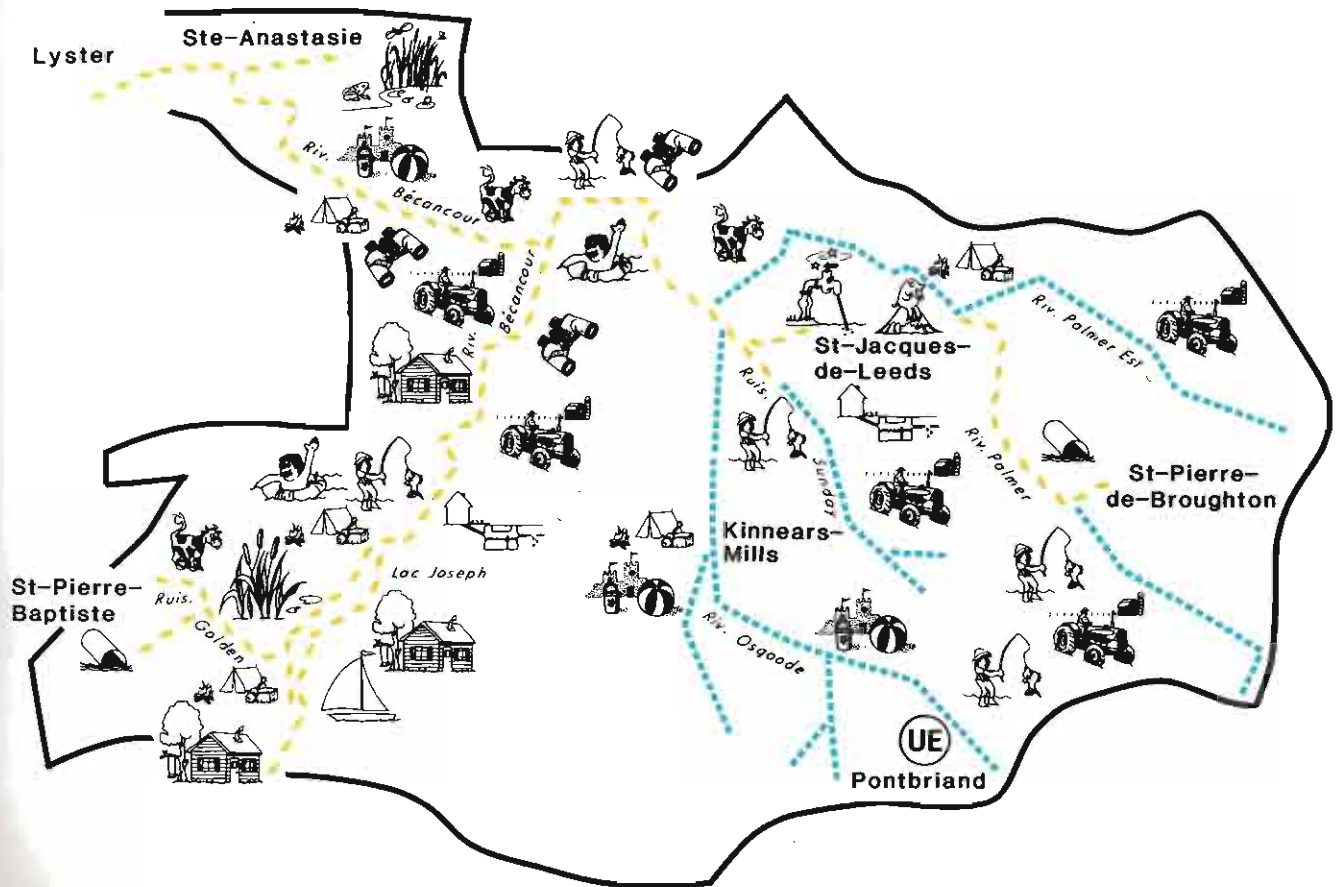 Lyster
Ste-Anastasie
Riv.
Bécancour
Riv.
Bécancour
St-Jacques-
de-Leeds
Riv. Palmer Est
Ruis.
Sunday
Riv. Palmer
St-Pierre-
de-Broughton
Kinnears-
Mills
Lac Joseph
St-Pierre-
Baptiste
Ruis.
Golden
Riv. Osgoode
UE
Pontbriand